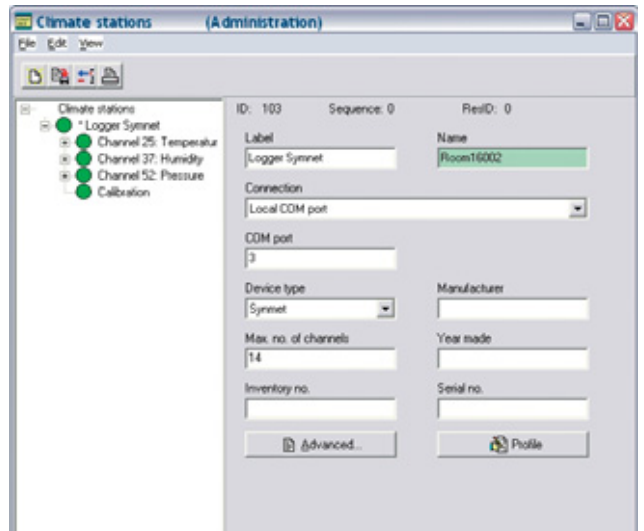 Climate stations (Administration)
File Edit View
Climate stations
* Logger Symnet
Channel 25: Temperatur
Channel 37: Humidity
Channel 52: Pressure
Calibration
ID: 103 Sequence: 0 ResID: 0
Label Name
Logger Symnet Room16002
Connection
Local COM port
COM port
3
Device type Manufacturer
Synmet
Max. no. of channels Year made
14
Inventory no. Serial no.
Advanced... Profile